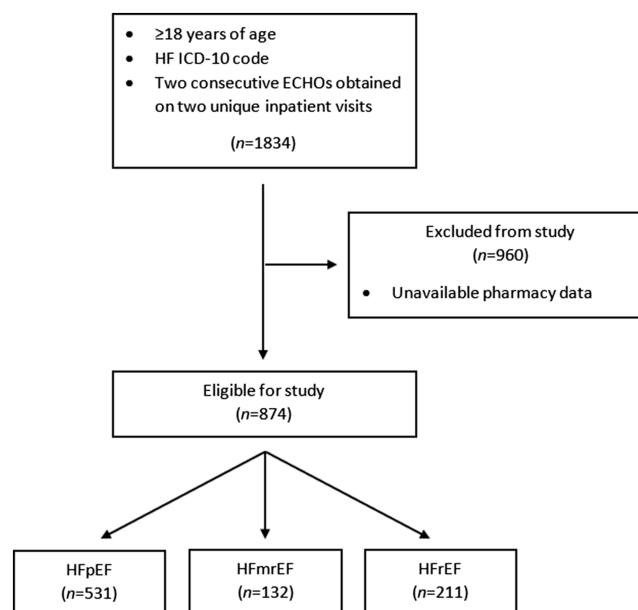 • ≥18 years of age
• HF ICD-10 code
• Two consecutive ECHOs obtained
on two unique inpatient visits
(n=1834)
Excluded from study
(n=960)
• Unavailable pharmacy data
Eligible for study
(n=874)
HFpEF
(n=531)
HFmrEF
(n=132)
HFrEF
(n=211)